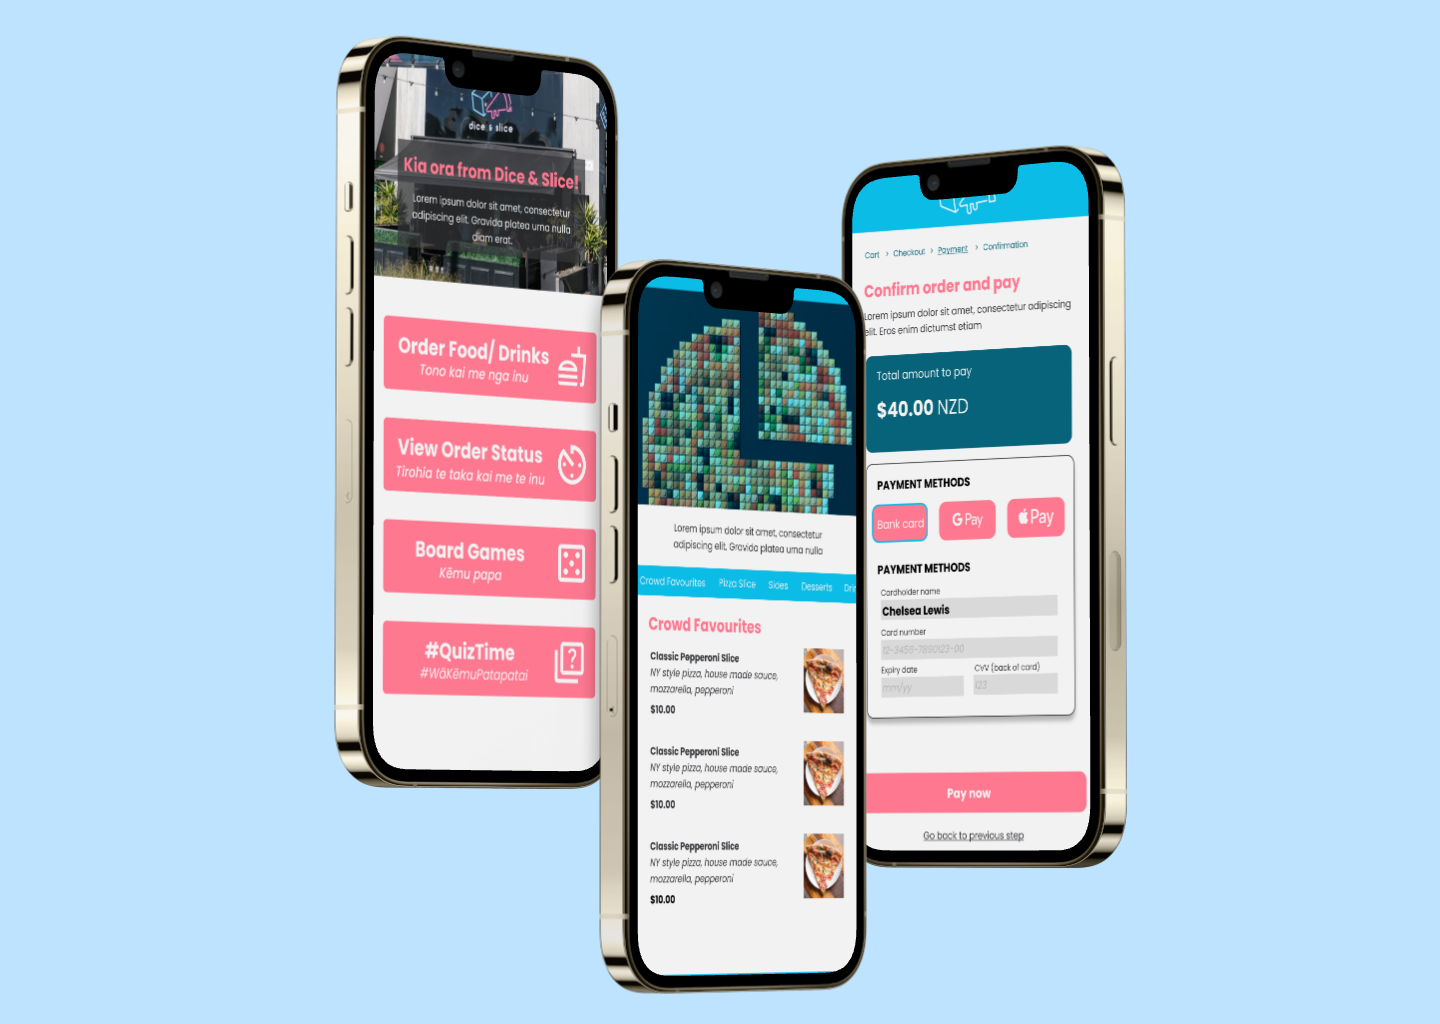 dice & slice
Kia ora from Dice & Slice!
Lorem ipsum dolor sit amet, consectetur
adipiscing elit. Gravida platea urna nulla
diam erat.
Order Food/ Drinks
Tono kai me nga inu
View Order Status
Tirohia te taka kai me te inu
Board Games
Kēmu papa
#QuizTime
#WāKēmuPatapatai
Lorem ipsum dolor sit amet, consectetur
adipiscing elit. Gravida platea urna nulla
Crowd Favourites Pizza Slice Sides Desserts Drin
Crowd Favourites
Classic Pepperoni Slice
NY style pizza, house made sauce,
mozzarella, pepperoni
$10.00
Classic Pepperoni Slice
NY style pizza, house made sauce,
mozzarella, pepperoni
$10.00
Classic Pepperoni Slice
NY style pizza, house made sauce,
mozzarella, pepperoni
$10.00
Cart > Checkout > Payment > Confirmation
Confirm order and pay
Lorem ipsum dolor sit amet, consectetur adipiscing
elit. Eros enim dictumst etiam
Total amount to pay
$40.00 NZD
PAYMENT METHODS
Bank card G Pay Pay
PAYMENT METHODS
Cardholder name
Chelsea Lewis
Card number
12-3456-7890123-00
Expiry date CVV (back of card)
mm/yy 123
Pay now
Go back to previous step